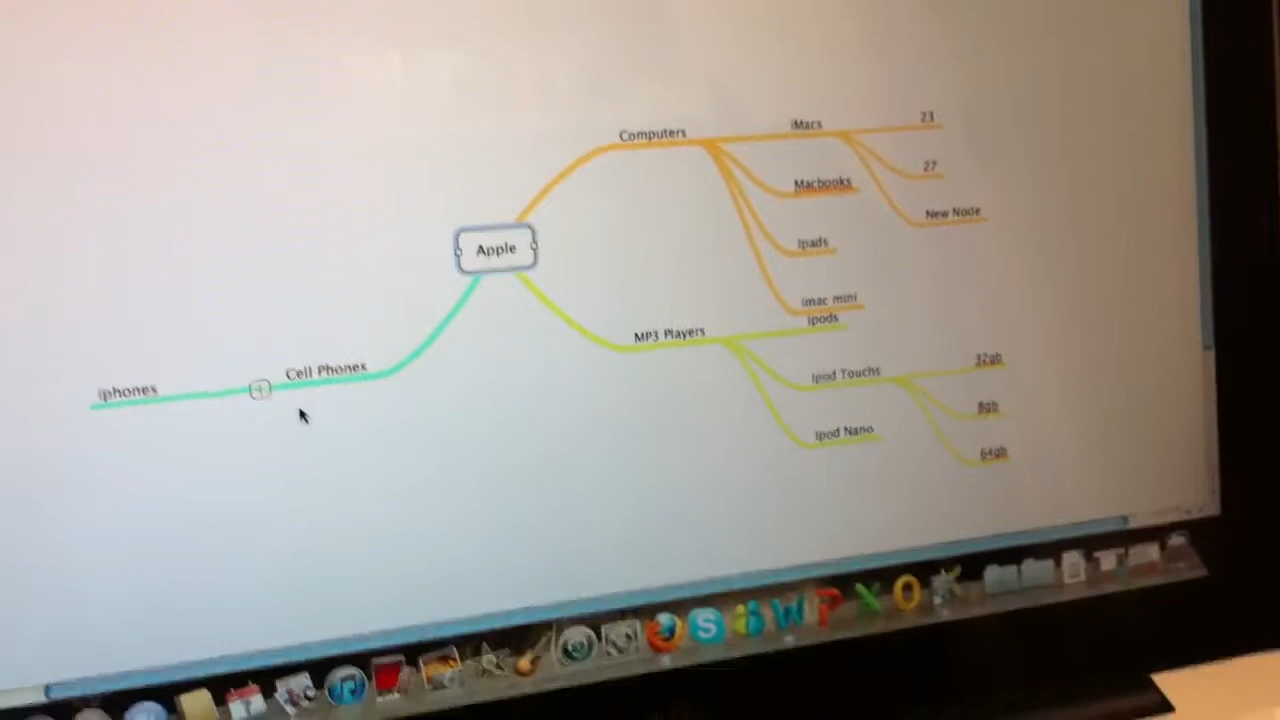 Computers
iMacs
23
27
Macbooks
New Node
Apple
Ipads
imac mini
ipods
MP3 Players
32gb
Cell Phones
Ipod Touchs
iphones
8gb
Ipod Nano
64gb
S
W
P
X
O